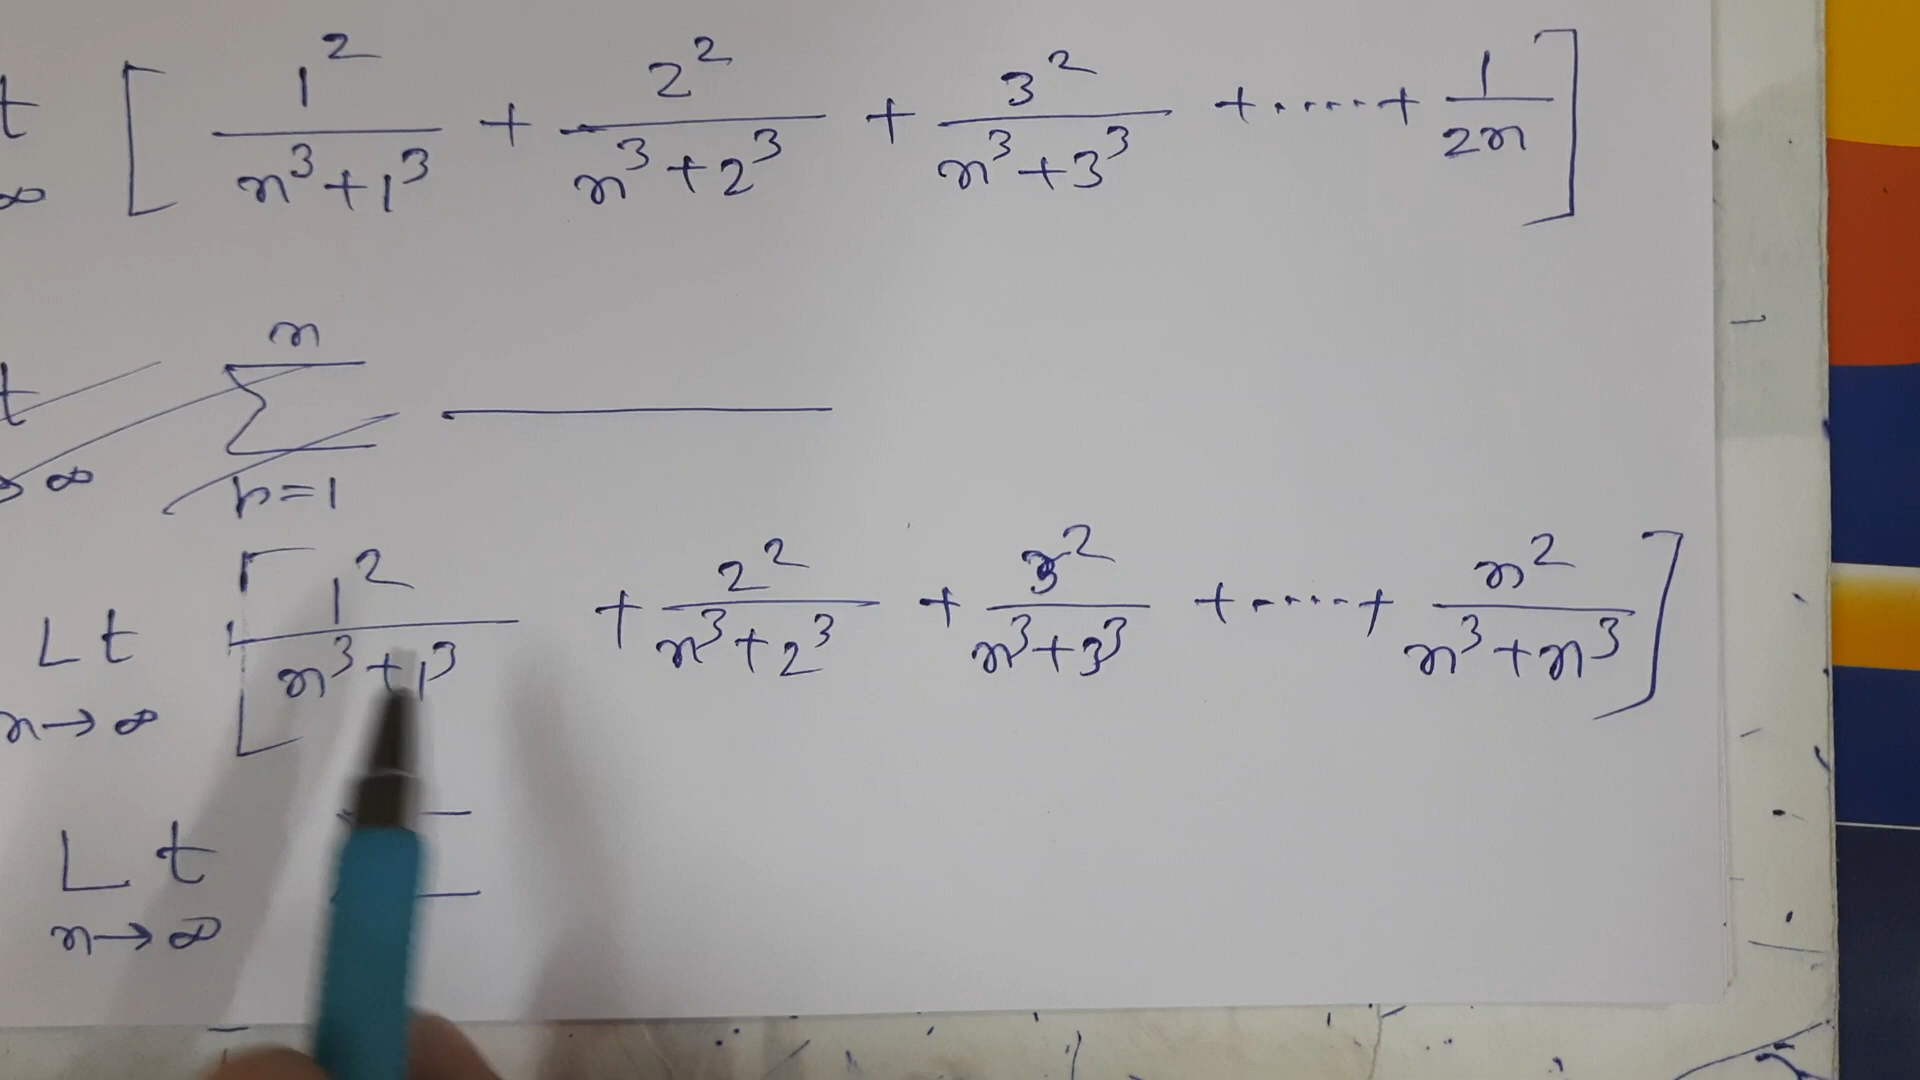 t [ 1² / n³+1³ + 2² / n³+2³ + 3² / n³+3³ + ..... + 1 / 2n ]
∞
t n ∑ r=1
→ ∞
Lt n→∞ [ 1² / n³+1³ + 2² / n³+2³ + 3² / n³+3³ + ..... + n² / n³+n³ ]
Lt n→∞